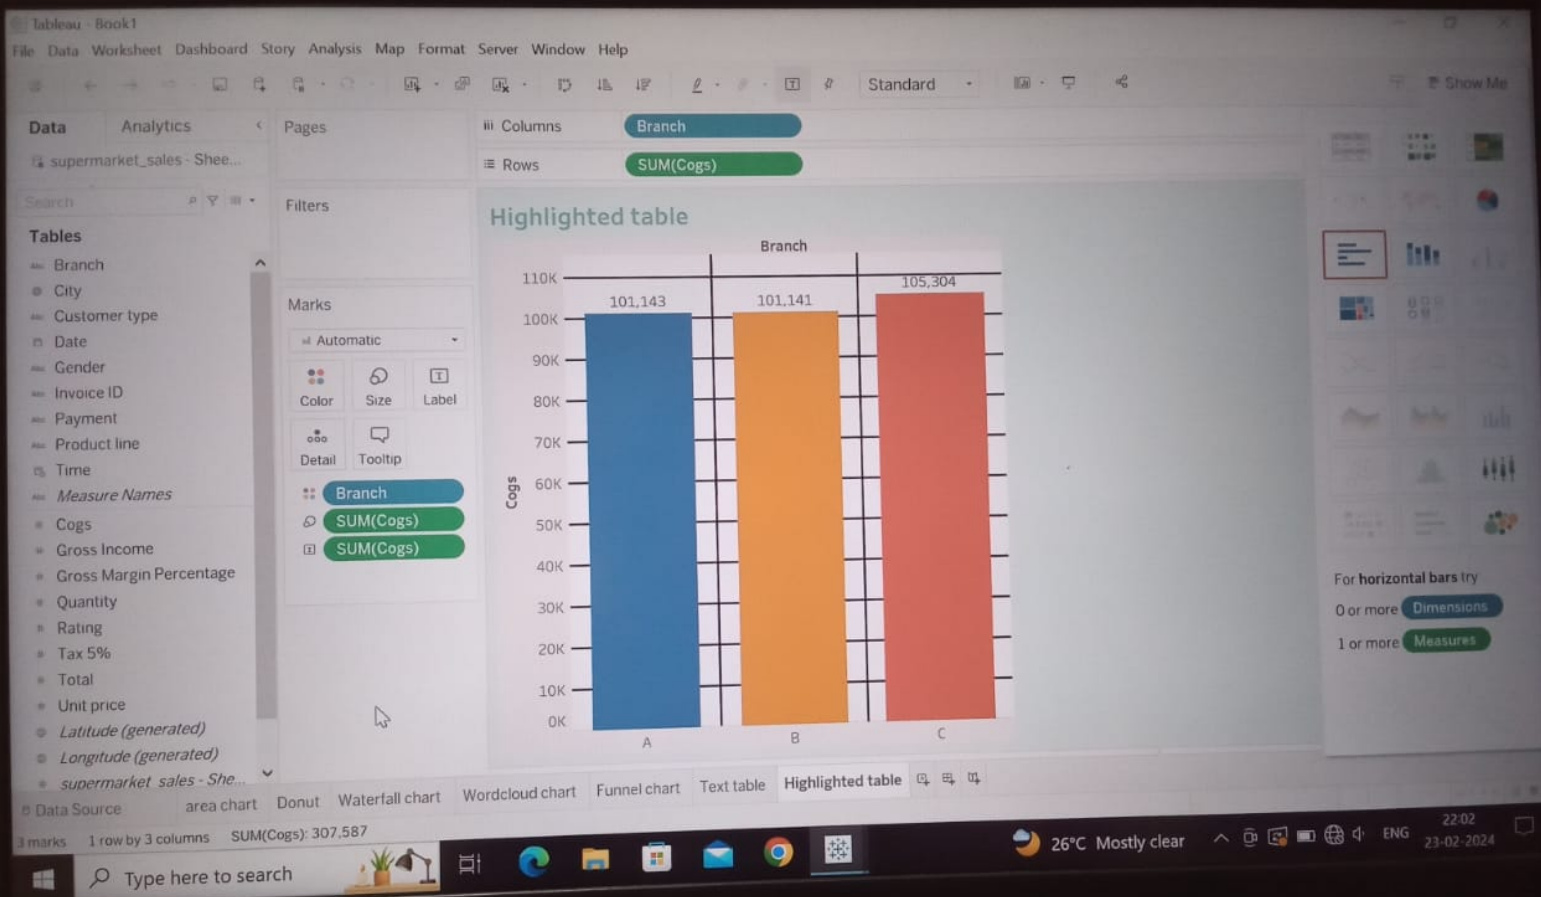 Tableau - Book1
File Data Worksheet Dashboard Story Analysis Map Format Server Window Help
Standard
Show Me
Data Analytics
Pages
Columns Branch
supermarket_sales - Shee...
Rows SUM(Cogs)
Search
Filters
Highlighted table
Tables
Branch
Branch
City
Customer type
Date
Gender
Invoice ID
Payment
Product line
Time
Measure Names
Cogs
Gross Income
Gross Margin Percentage
Quantity
Rating
Tax 5%
Total
Unit price
Latitude (generated)
Longitude (generated)
supermarket_sales - She...
Marks
Automatic
Color Size Label
Detail Tooltip
Branch
SUM(Cogs)
SUM(Cogs)
Cogs
110K
100K
90K
80K
70K
60K
50K
40K
30K
20K
10K
0K
101,143 101,141 105,304
A B C
For horizontal bars try
0 or more Dimensions
1 or more Measures
Data Source area chart Donut Waterfall chart Wordcloud chart Funnel chart Text table Highlighted table
3 marks 1 row by 3 columns SUM(Cogs): 307,587
Type here to search
26°C Mostly clear
ENG
22:02
23-02-2024